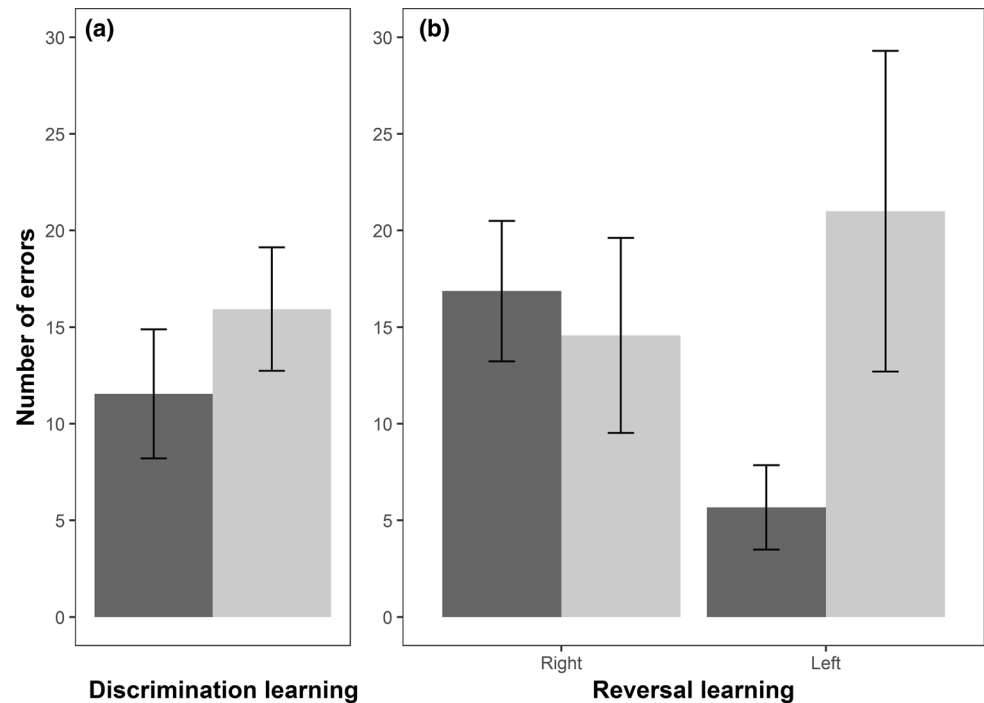 (a)
(b)
Number of errors
30
25
20
15
10
5
0
30
25
20
15
10
5
0
Right
Left
Discrimination learning
Reversal learning